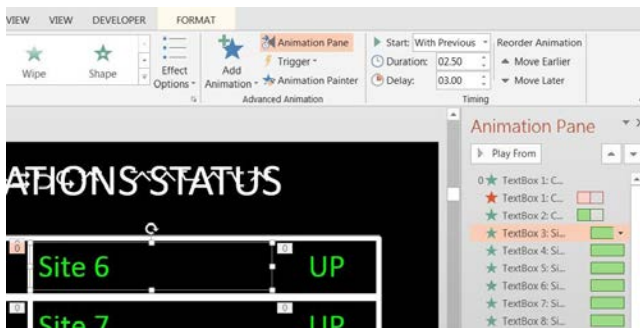 VIEW VIEW DEVELOPER FORMAT
Wipe Shape Effect Options
Add Animation
Animation Pane
Trigger
Animation Painter
Advanced Animation
Start: With Previous
Duration: 02.50
Delay: 03.00
Timing
Reorder Animation
Move Earlier
Move Later
Animation Pane
Play From
0 TextBox 1: C...
TextBox 1: C...
TextBox 2: C...
TextBox 3: Si...
TextBox 4: Si...
TextBox 5: Si...
TextBox 6: Si...
TextBox 7: Si...
TextBox 8: Si...
ATIONS STATUS
0 Site 6 0 UP
0 Site 7 0 UP